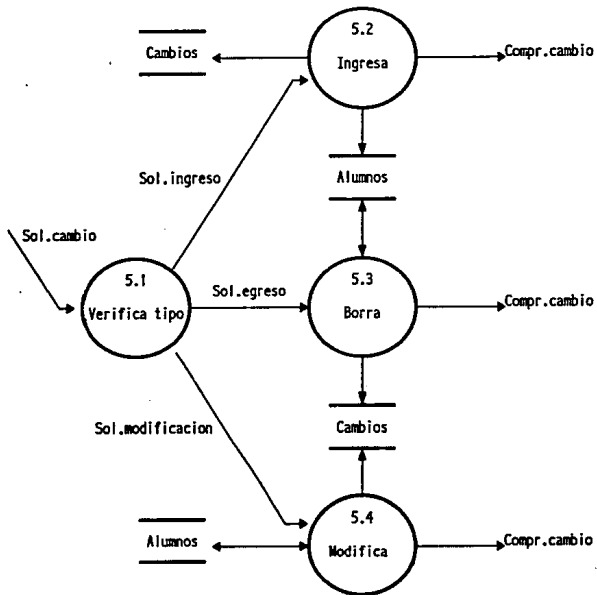 5.2
Cambios
Ingresa
Compr.cambio
Alumnos
Sol.ingreso
Sol.cambio
5.1
Verifica tipo
Sol.egreso
5.3
Borra
Compr.cambio
Sol.modificacion
Cambios
5.4
Alumnos
Modifica
Compr.cambio